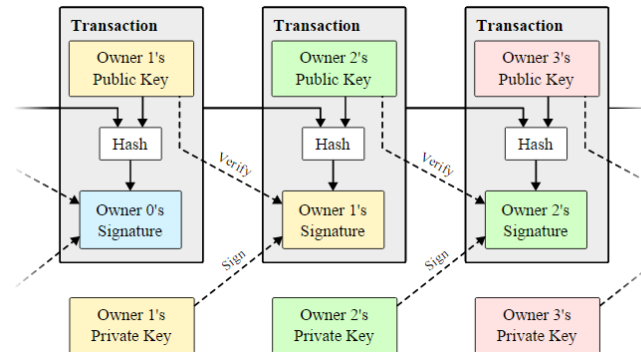 Transaction
Owner 1's
Public Key
Hash
Owner 0's
Signature
Transaction
Owner 2's
Public Key
Hash
Verify
Owner 1's
Signature
Sign
Transaction
Owner 3's
Public Key
Hash
Verify
Owner 2's
Signature
Sign
Owner 1's
Private Key
Owner 2's
Private Key
Owner 3's
Private Key